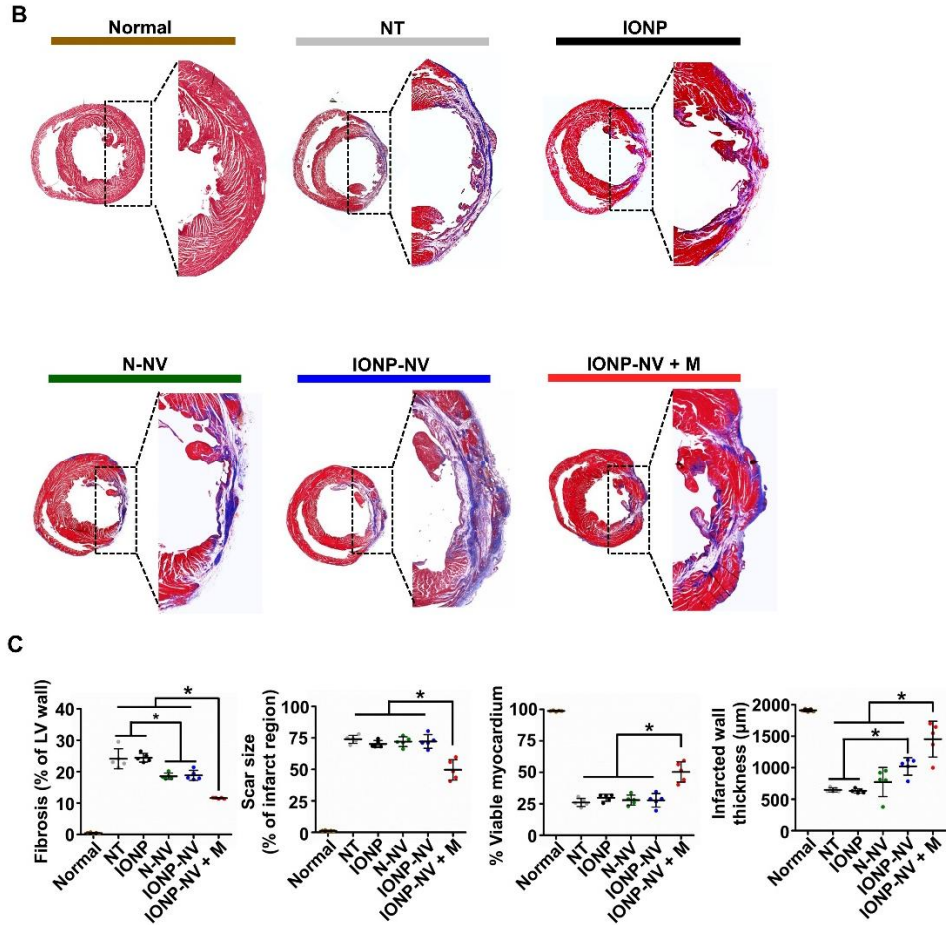 B
Normal
NT
IONP
N-NV
IONP-NV
IONP-NV + M
C
Fibrosis (% of LV wall)
40
30
20
10
0
*
*
Normal
NT
IONP
N-NV
IONP-NV
IONP-NV + M
Scar size
(% of infarct region)
100
75
50
25
0
*
Normal
NT
IONP
N-NV
IONP-NV
IONP-NV + M
% Viable myocardium
100
75
50
25
0
*
Normal
NT
IONP
N-NV
IONP-NV
IONP-NV + M
Infarcted wall
thickness (µm)
2000
1500
1000
500
0
*
*
Normal
NT
IONP
N-NV
IONP-NV
IONP-NV + M